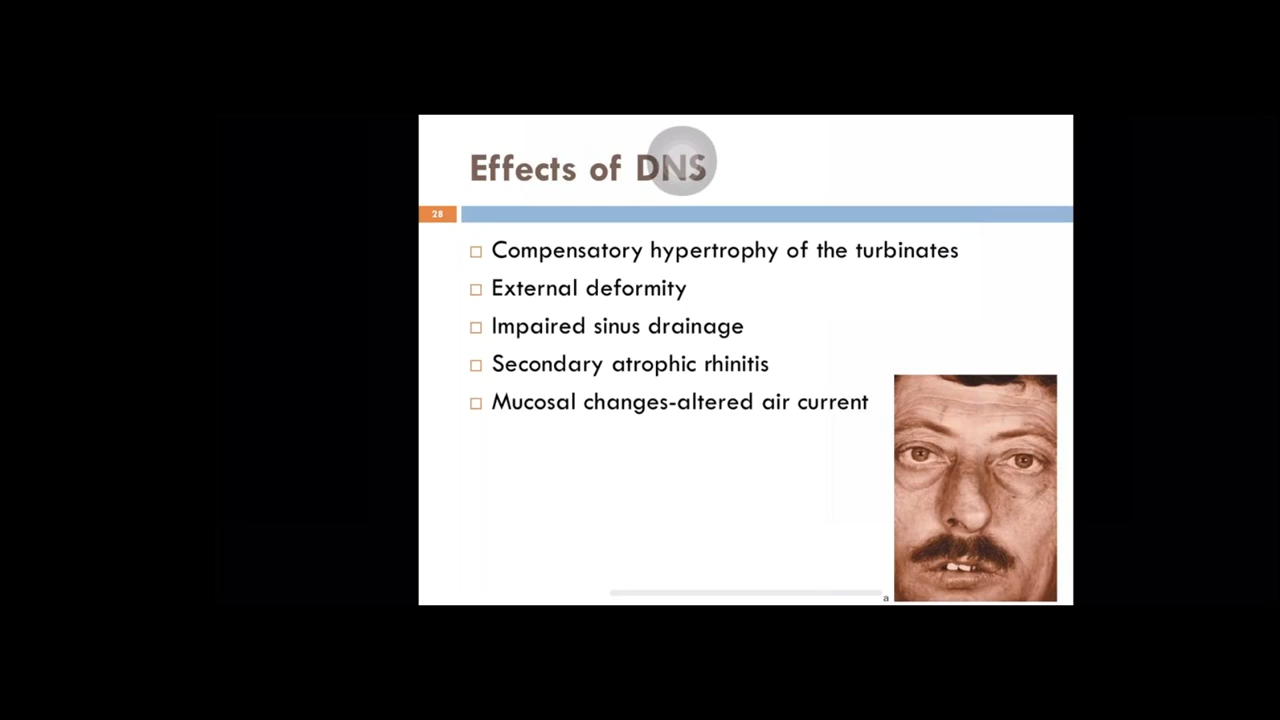 Effects of DNS
28
Compensatory hypertrophy of the turbinates
External deformity
Impaired sinus drainage
Secondary atrophic rhinitis
Mucosal changes-altered air current
a